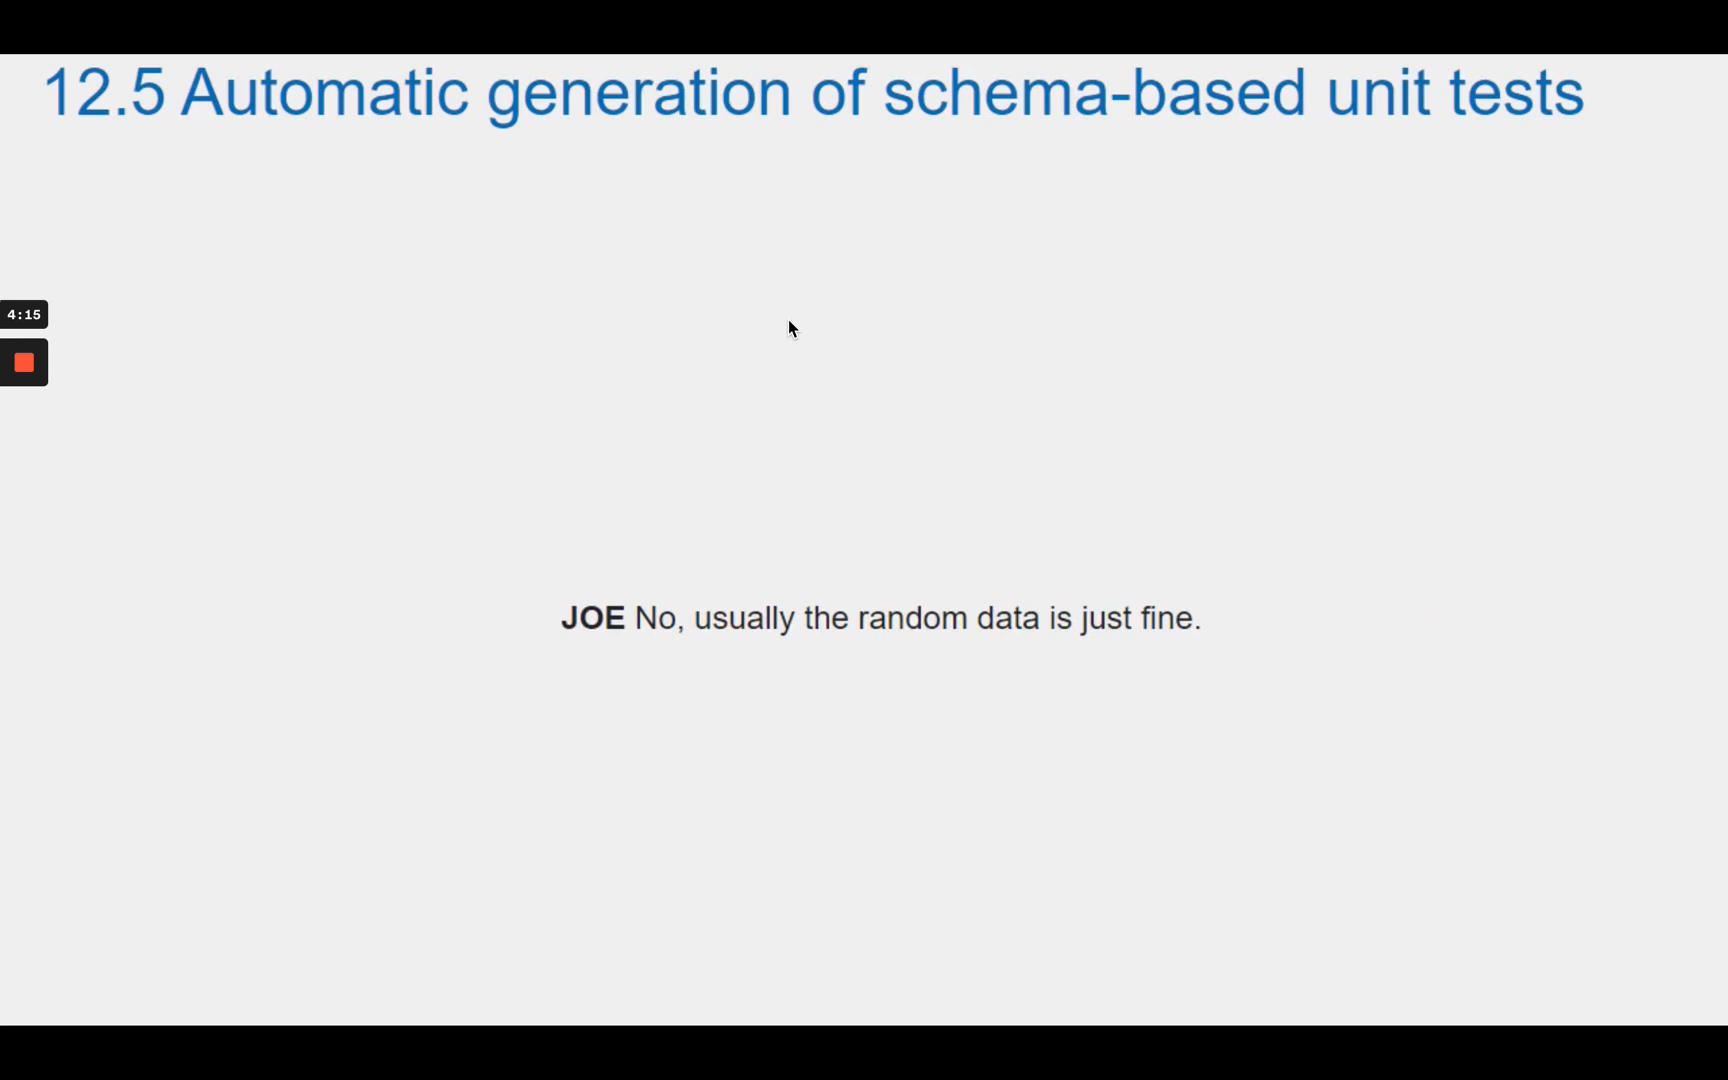 12.5 Automatic generation of schema-based unit tests
4:15
JOE No, usually the random data is just fine.